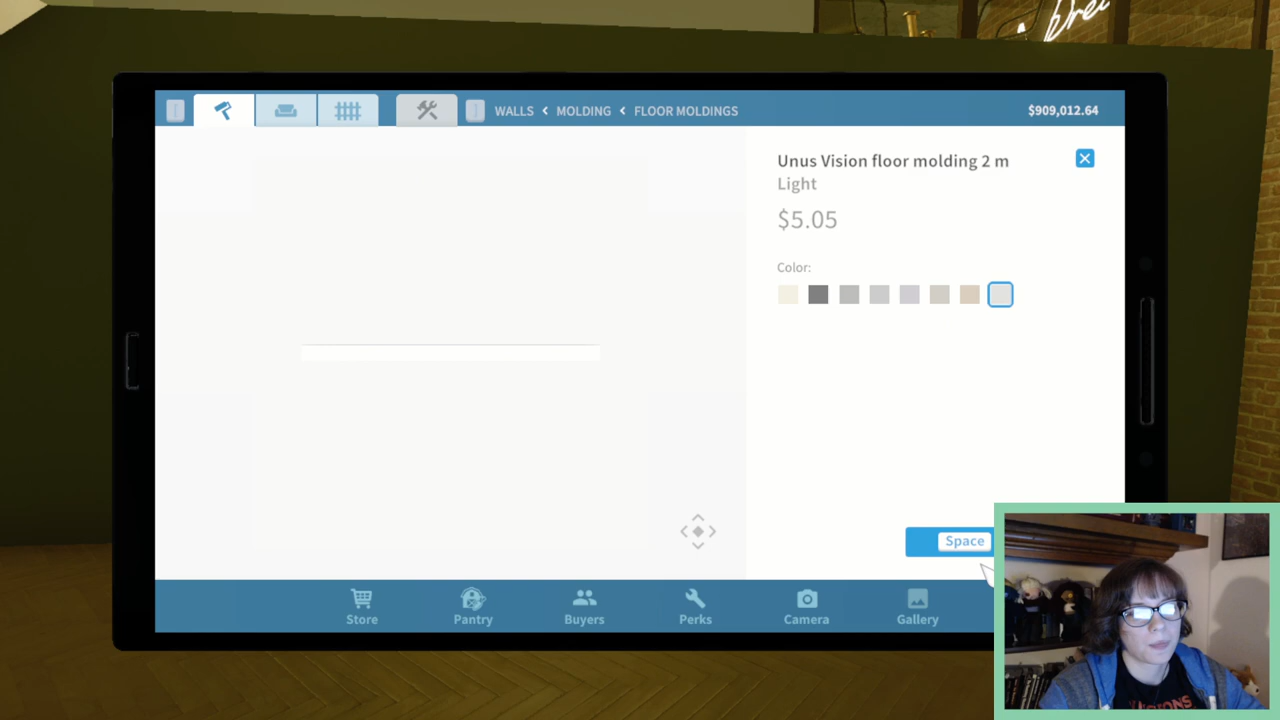 WALLS < MOLDING < FLOOR MOLDINGS
$909,012.64
Unus Vision floor molding 2 m
Light
$5.05
Color:
Space
Store
Pantry
Buyers
Perks
Camera
Gallery